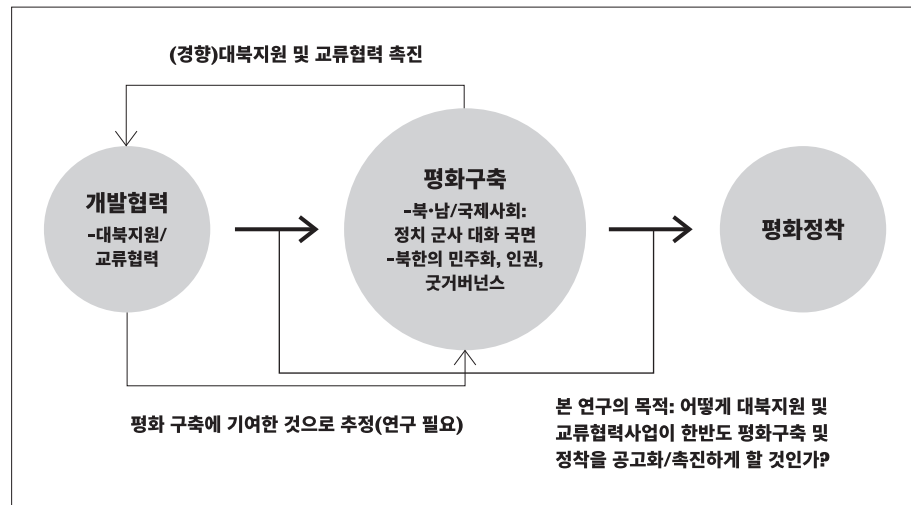 (경향)대북지원 및 교류협력 촉진
개발협력
-대북지원/
교류협력
평화구축
-북·남/국제사회:
정치 군사 대화 국면
-북한의 민주화, 인권,
굿거버넌스
평화정착
평화 구축에 기여한 것으로 추정(연구 필요)
본 연구의 목적: 어떻게 대북지원 및
교류협력사업이 한반도 평화구축 및
정착을 공고화/촉진하게 할 것인가?